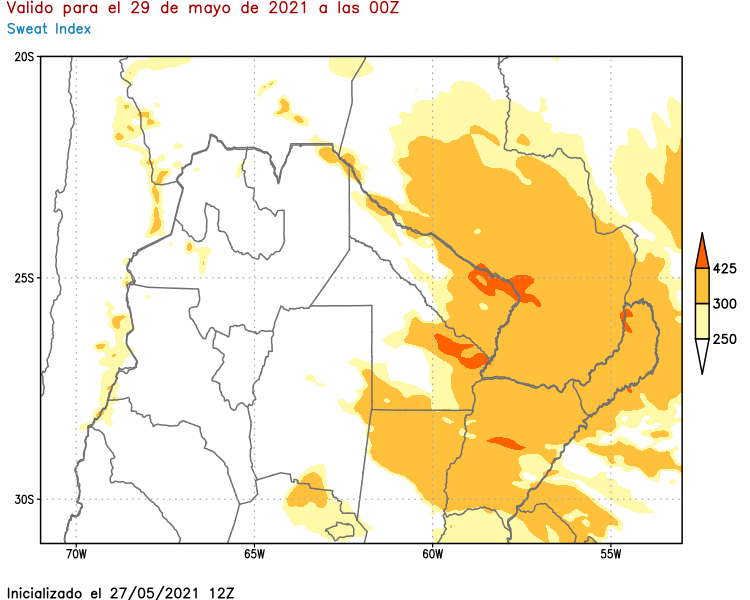 Valido para el 29 de mayo de 2021 a las 00Z
Sweat Index
20S
25S
30S
70W
65W
60W
55W
425
300
250
Inicializado el 27/05/2021 12Z